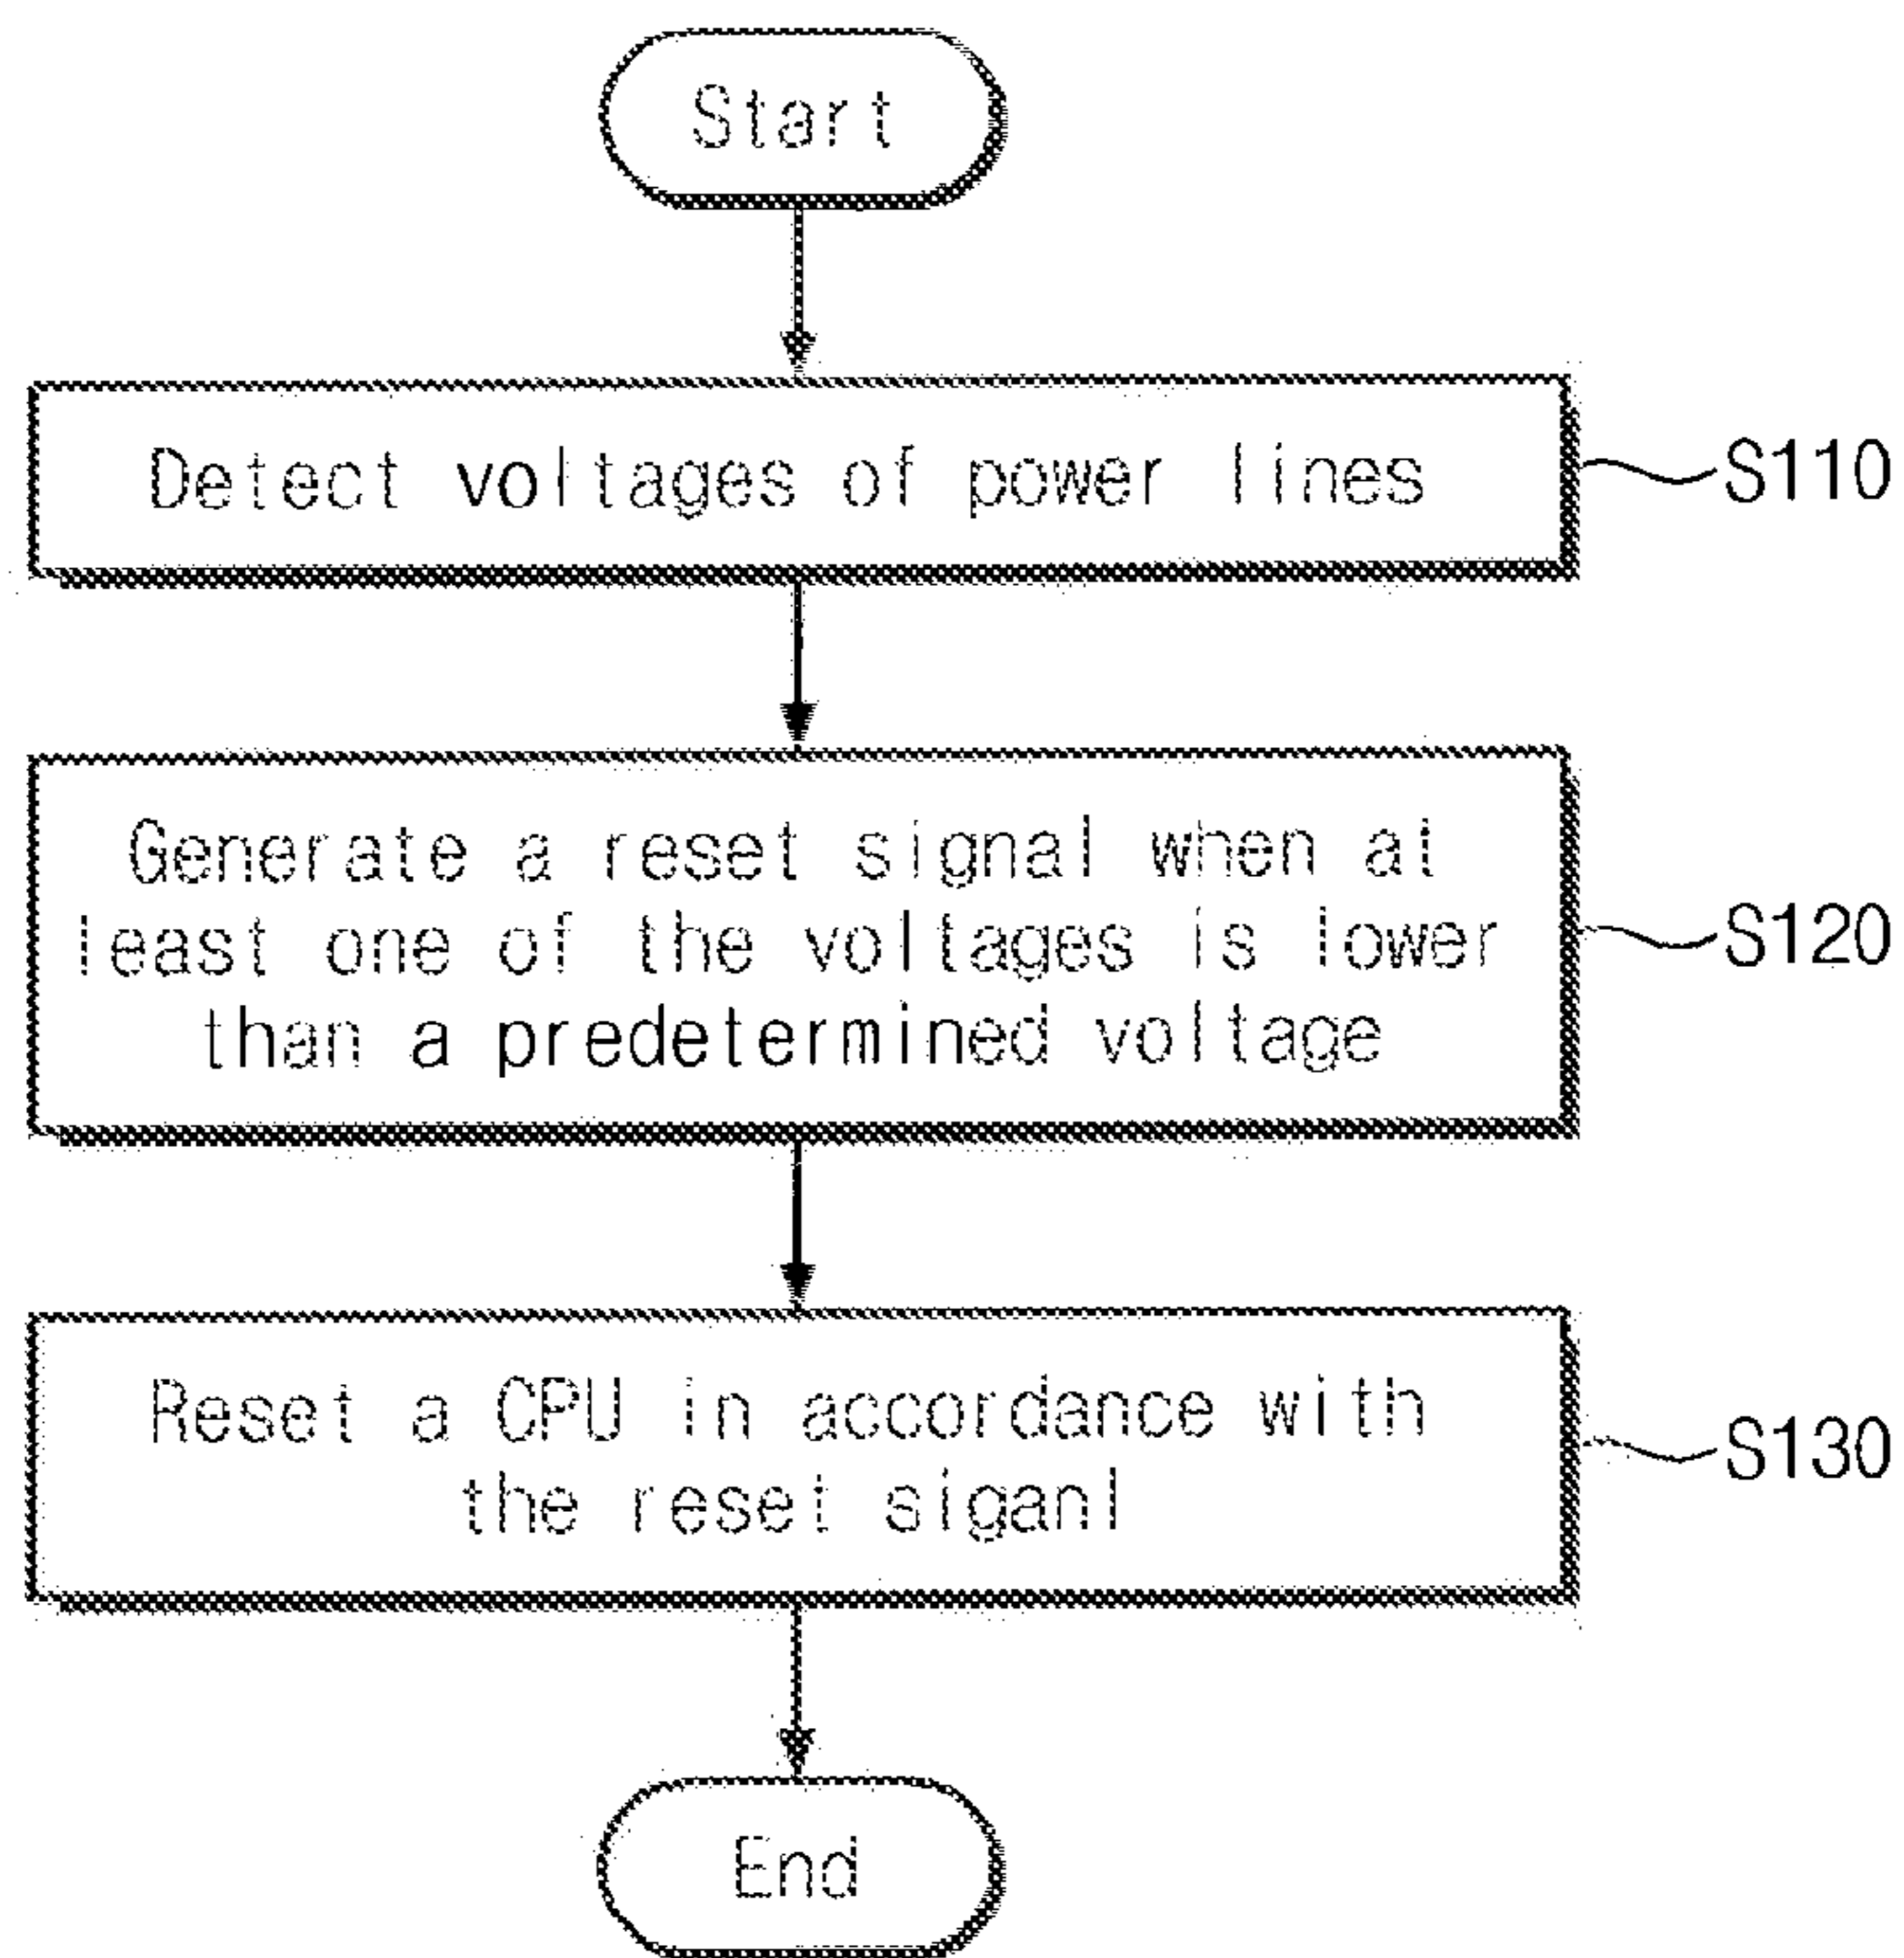 Start
Detect voltages of power lines
S110
Generate a reset signal when at
least one of the voltages is lower
than a predetermined voltage
S120
Reset a CPU in accordance with
the reset siganl
S130
End